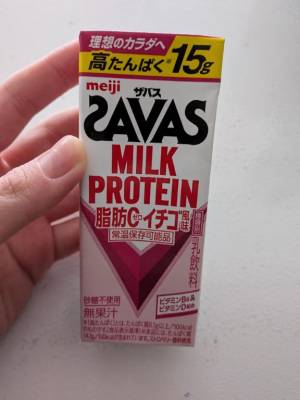 理想のカラダへ
高たんぱく※15g
meiji
ザバス
SAVAS
MILK
PROTEIN
脂肪0ゼロイチゴ風味
常温保存可能品
乳飲料
砂糖不使用
無果汁
ビタミンB6&
ビタミンD配合